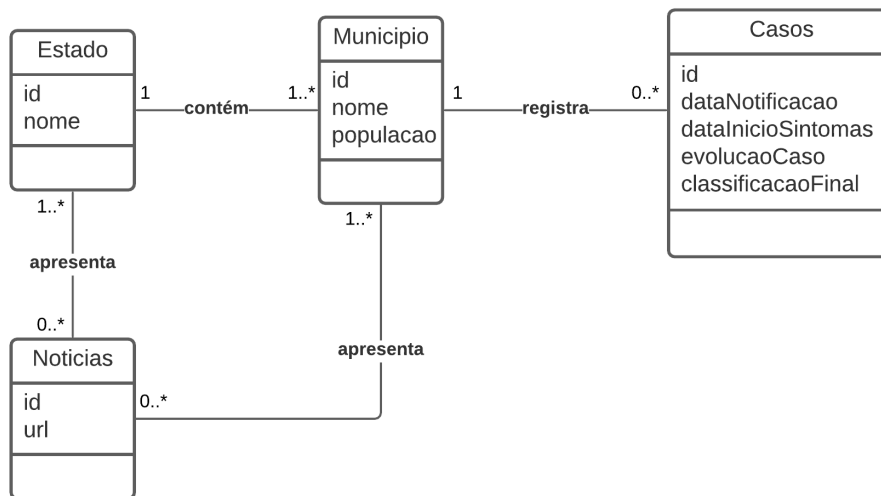 Estado
id
nome
1
contém
1..*
Municipio
id
nome
populacao
1
registra
0..*
Casos
id
dataNotificacao
dataInicioSintomas
evolucaoCaso
classificacaoFinal
1..*
apresenta
0..*
1..*
apresenta
0..*
Noticias
id
url